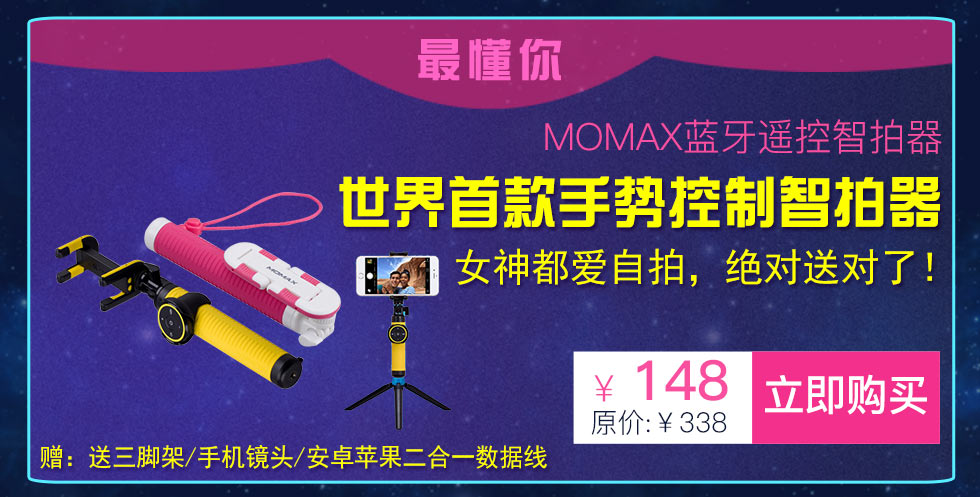 最懂你
MOMAX蓝牙遥控智拍器
世界首款手势控制智拍器
女神都爱自拍，绝对送对了！
MOMAX
¥ 148
原价:¥338
立即购买
赠：送三脚架/手机镜头/安卓苹果二合一数据线